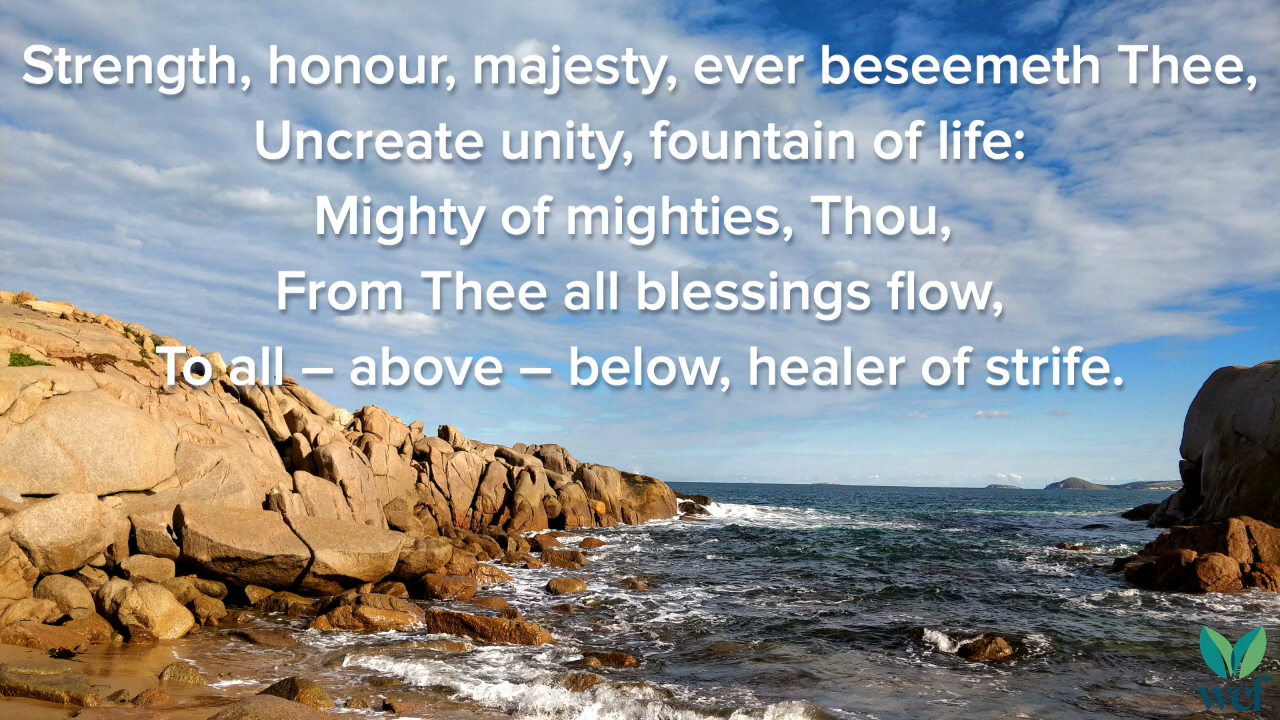 Strength, honour, majesty, ever beseemeth Thee,
Uncreate unity, fountain of life:
Mighty of mighties, Thou,
From Thee all blessings flow,
To all – above – below, healer of strife.
wef